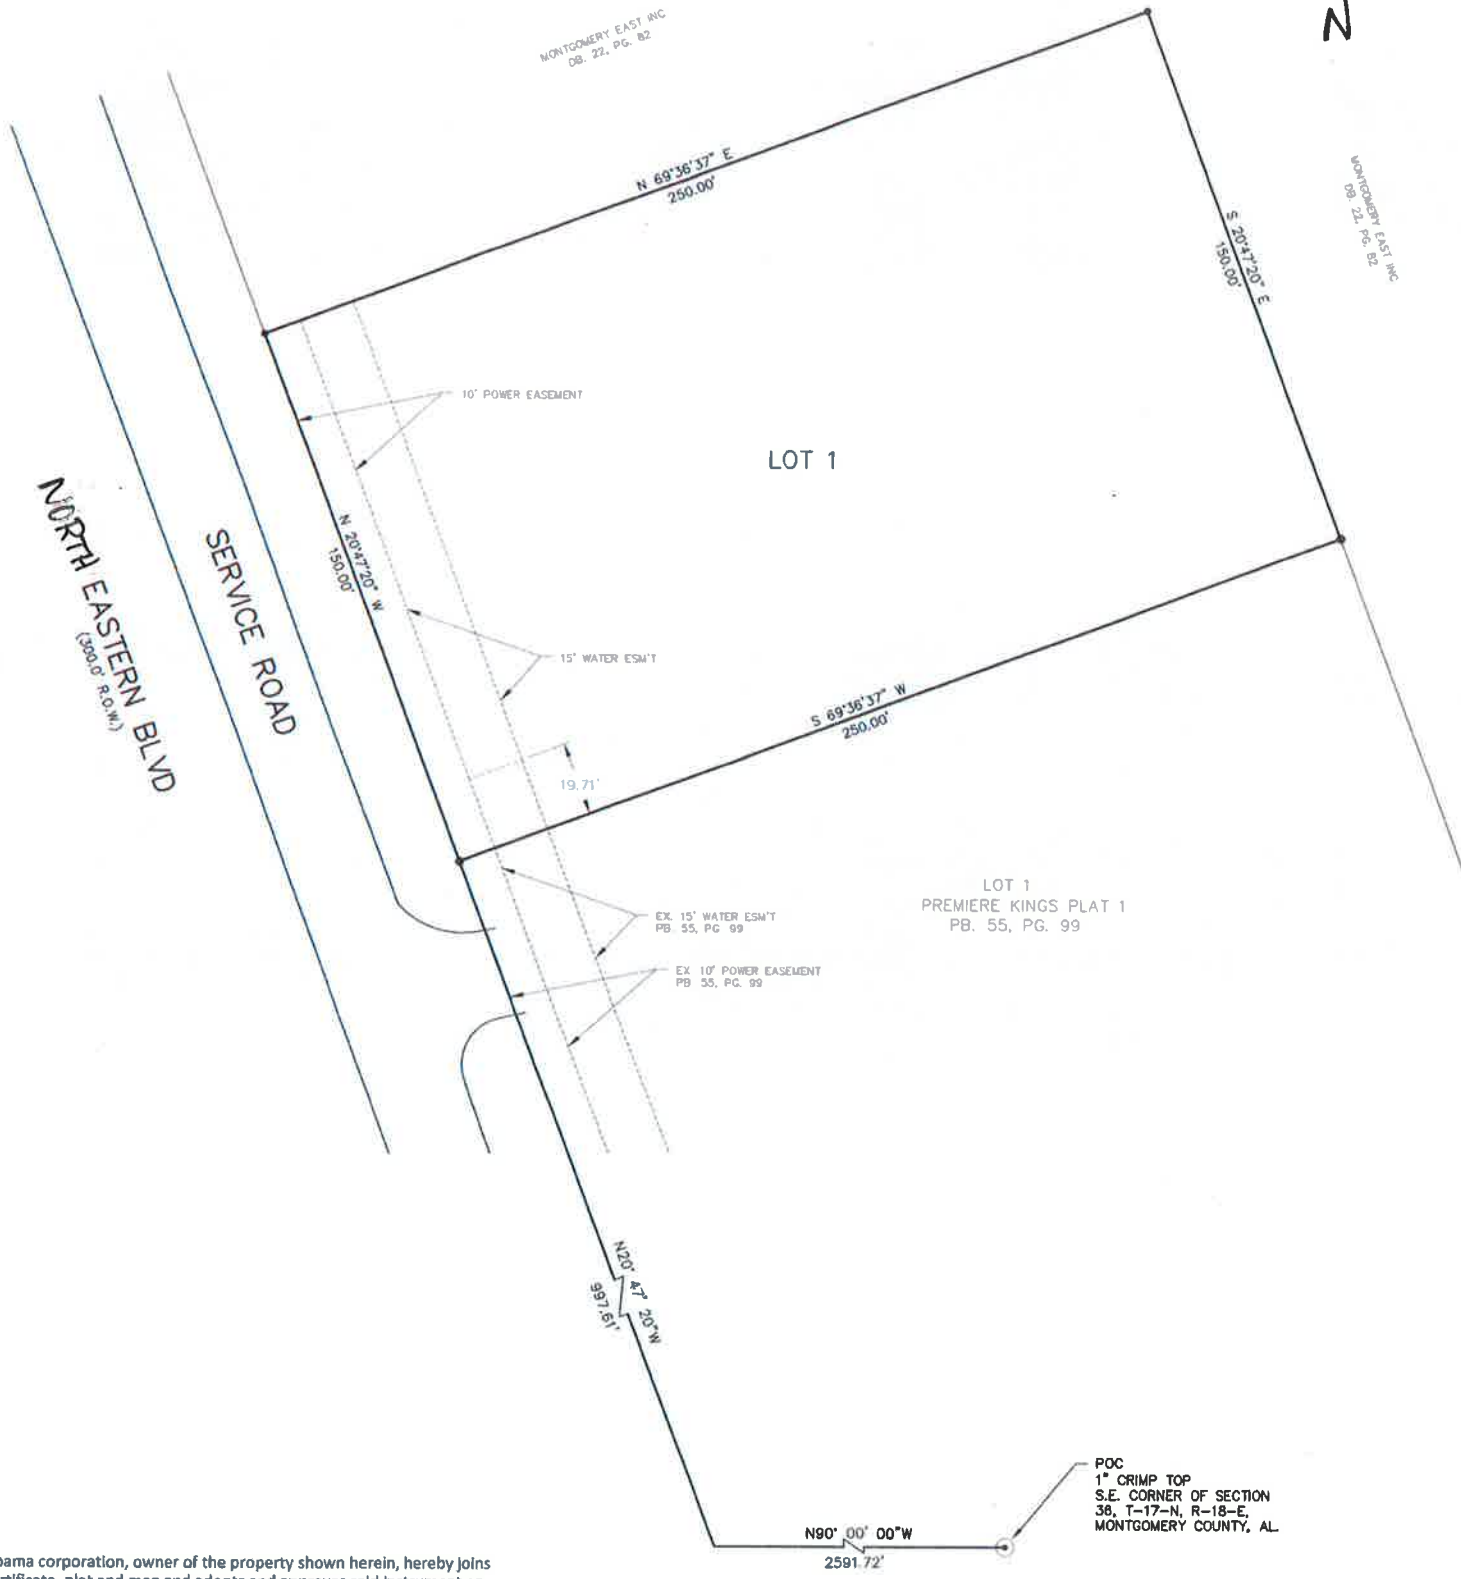 N
MONTGOMERY EAST INC
DB. 22, PG. 82
N 69°36'37" E
250.00'
MONTGOMERY EAST INC
DB. 22, PG. 82
S 20°47'20" E
150.00'
10' POWER EASEMENT
LOT 1
N 20°47'20" W
150.00'
NORTH EASTERN BLVD
(300.0' R.O.W.)
SERVICE ROAD
15' WATER ESM'T
S 69°36'37" W
250.00'
19.71'
LOT 1
PREMIERE KINGS PLAT 1
PB. 55, PG. 99
EX. 15' WATER ESM'T
PB. 55, PG 99
EX 10' POWER EASEMENT
PB 55, PG. 99
N20° 47' 20"W
997.61'
POC
1" CRIMP TOP
S.E. CORNER OF SECTION
36, T-17-N, R-18-E,
MONTGOMERY COUNTY, AL
N90° 00' 00"W
2591.72'
bama corporation, owner of the property shown herein, hereby joins